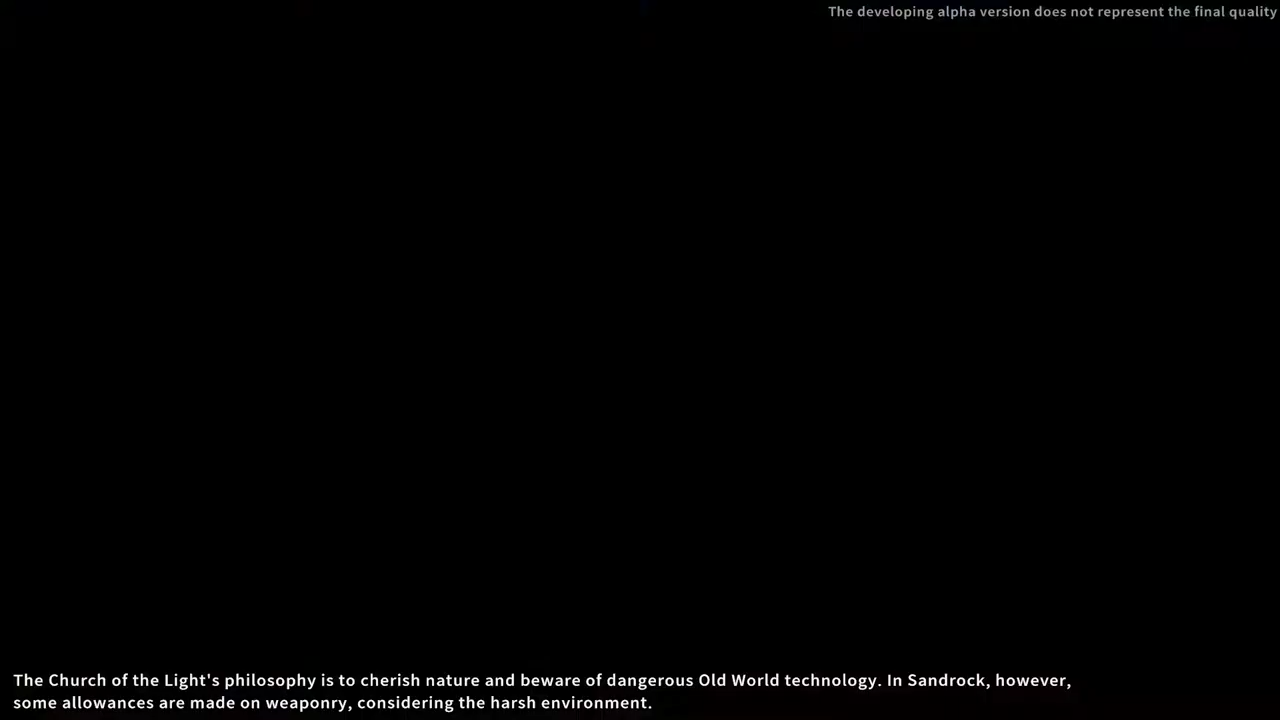 The developing alpha version does not represent the final quality
The Church of the Light's philosophy is to cherish nature and beware of dangerous Old World technology. In Sandrock, however,
some allowances are made on weaponry, considering the harsh environment.